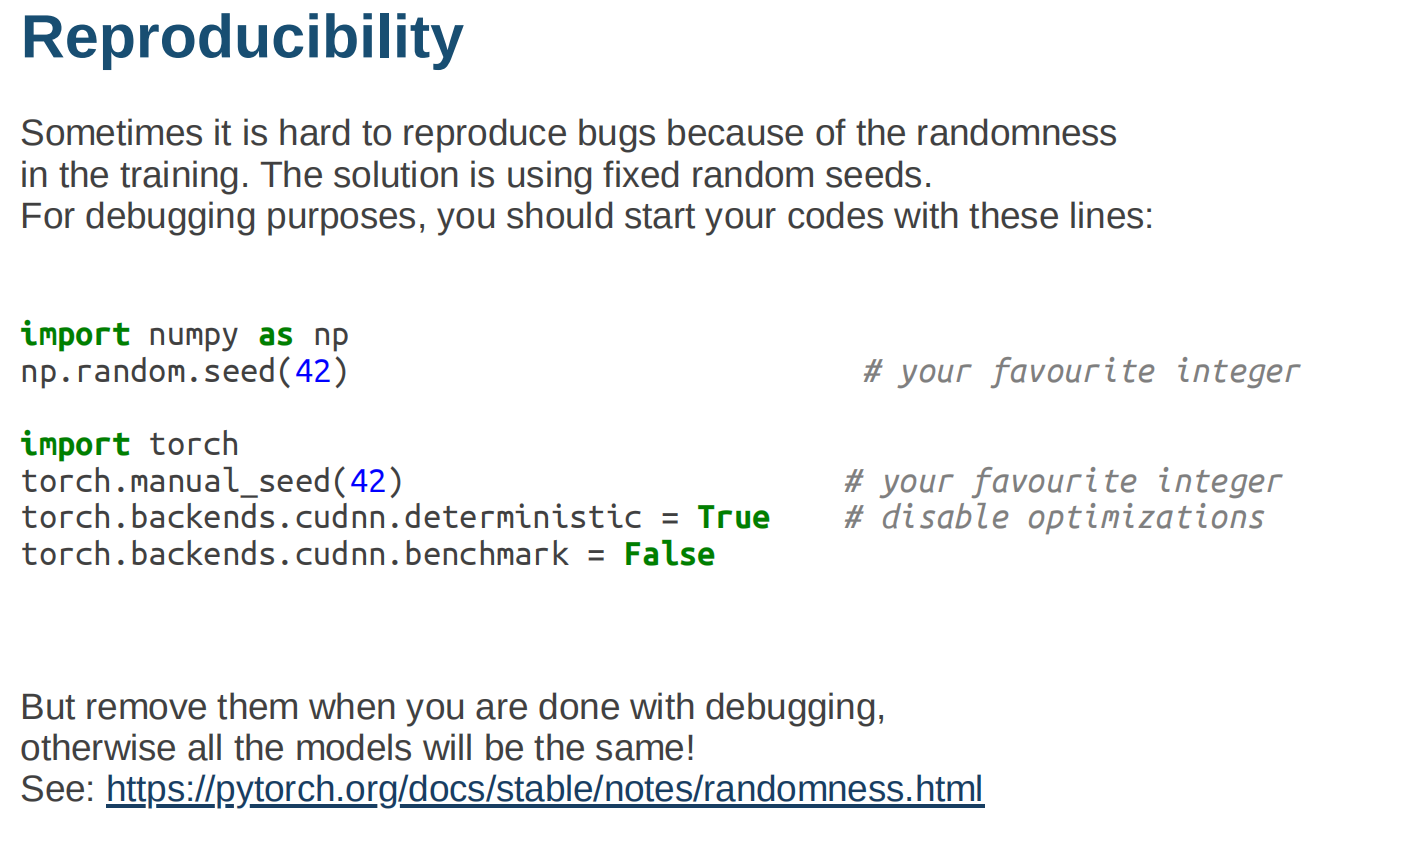 Reproducibility
Sometimes it is hard to reproduce bugs because of the randomness
in the training. The solution is using fixed random seeds.
For debugging purposes, you should start your codes with these lines:
import numpy as np
np.random.seed(42) # your favourite integer
import torch
torch.manual_seed(42) # your favourite integer
torch.backends.cudnn.deterministic = True # disable optimizations
torch.backends.cudnn.benchmark = False
But remove them when you are done with debugging,
otherwise all the models will be the same!
See: https://pytorch.org/docs/stable/notes/randomness.html